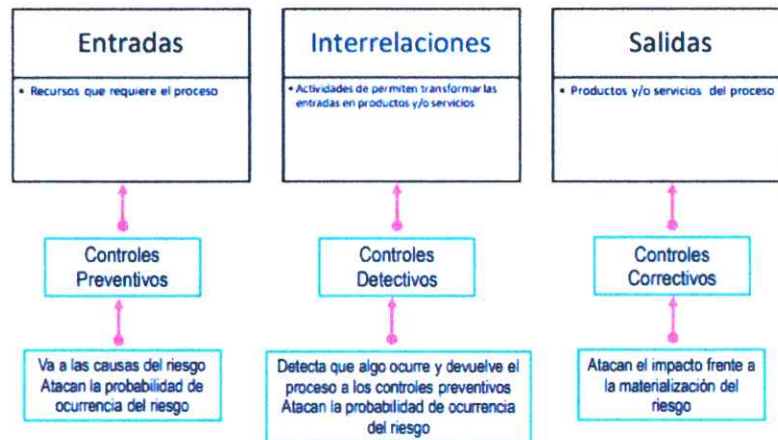 Entradas
• Recursos que requiere el proceso
Interrelaciones
• Actividades de permiten transformar las
entradas en productos y/o servicios
Salidas
• Productos y/o servicios del proceso
Controles
Preventivos
Controles
Detectivos
Controles
Correctivos
Va a las causas del riesgo
Atacan la probabilidad de
ocurrencia del riesgo
Detecta que algo ocurre y devuelve el
proceso a los controles preventivos
Atacan la probabilidad de ocurrencia
del riesgo
Atacan el impacto frente a
la materialización del
riesgo